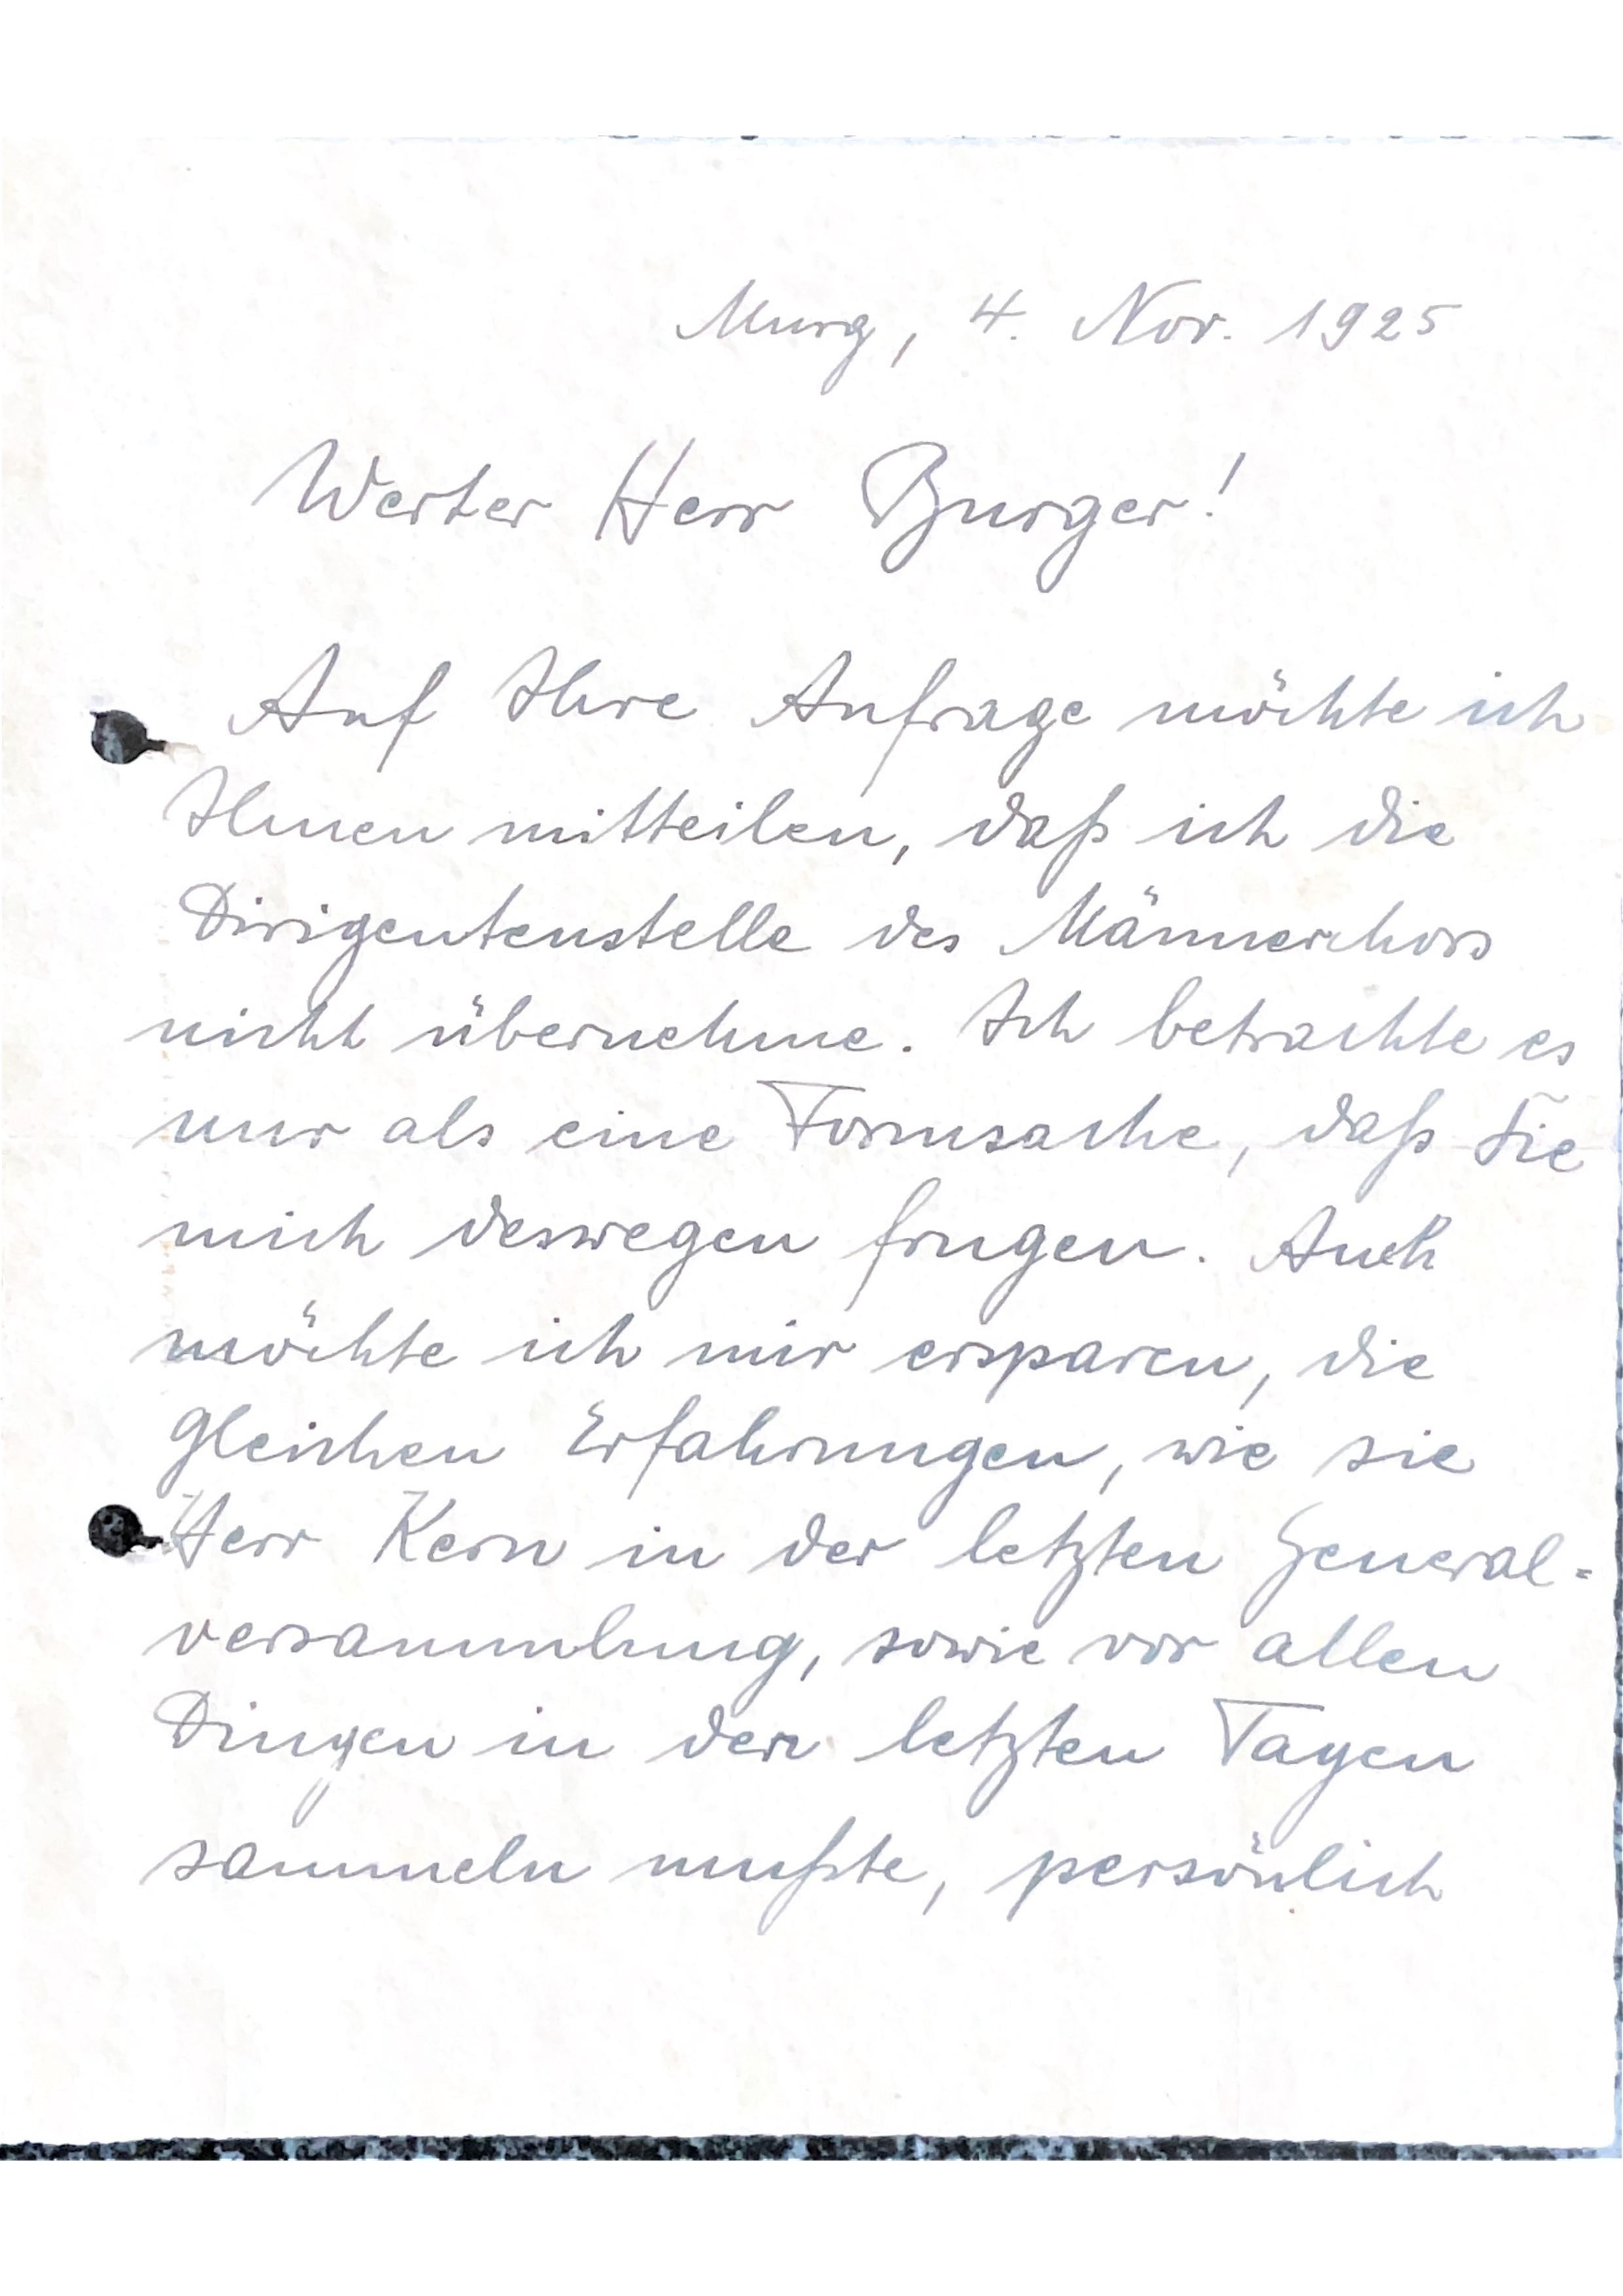 Murg, 4. Nov. 1925
Werter Herr Burger!
Auf Ihre Anfrage möchte ich
Ihnen mitteilen, daß ich die
Dirigentenstelle des Männerchors
nicht übernehme. Ich betrachte es
nur als eine Formsache, daß Sie
mich deswegen frugen. Auch
möchte ich mir ersparen, die
gleichen Erfahrungen, wie sie
Herr Kern in der letzten General=
versammlung, sowie vor allen
Dingen in den letzten Tagen
sammeln mußte, persönlich